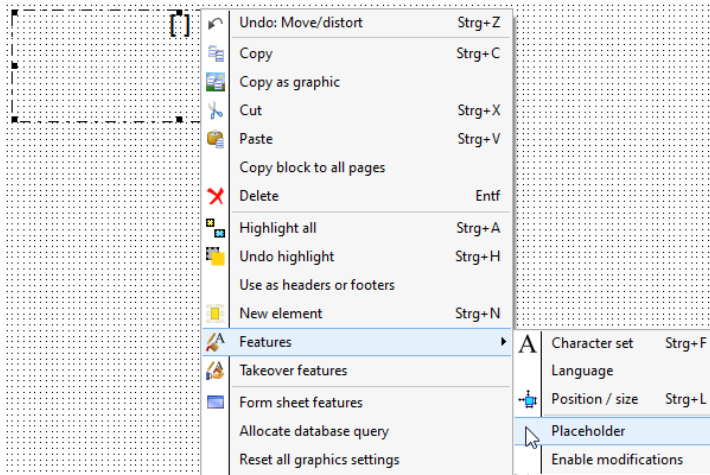 []
Undo: Move/distort Strg+Z
Copy Strg+C
Copy as graphic
Cut Strg+X
Paste Strg+V
Copy block to all pages
Delete Entf
Highlight all Strg+A
Undo highlight Strg+H
Use as headers or footers
New element Strg+N
Features
Takeover features
Form sheet features
Allocate database query
Reset all graphics settings
A Character set Strg+F
Language
Position / size Strg+L
Placeholder
Enable modifications